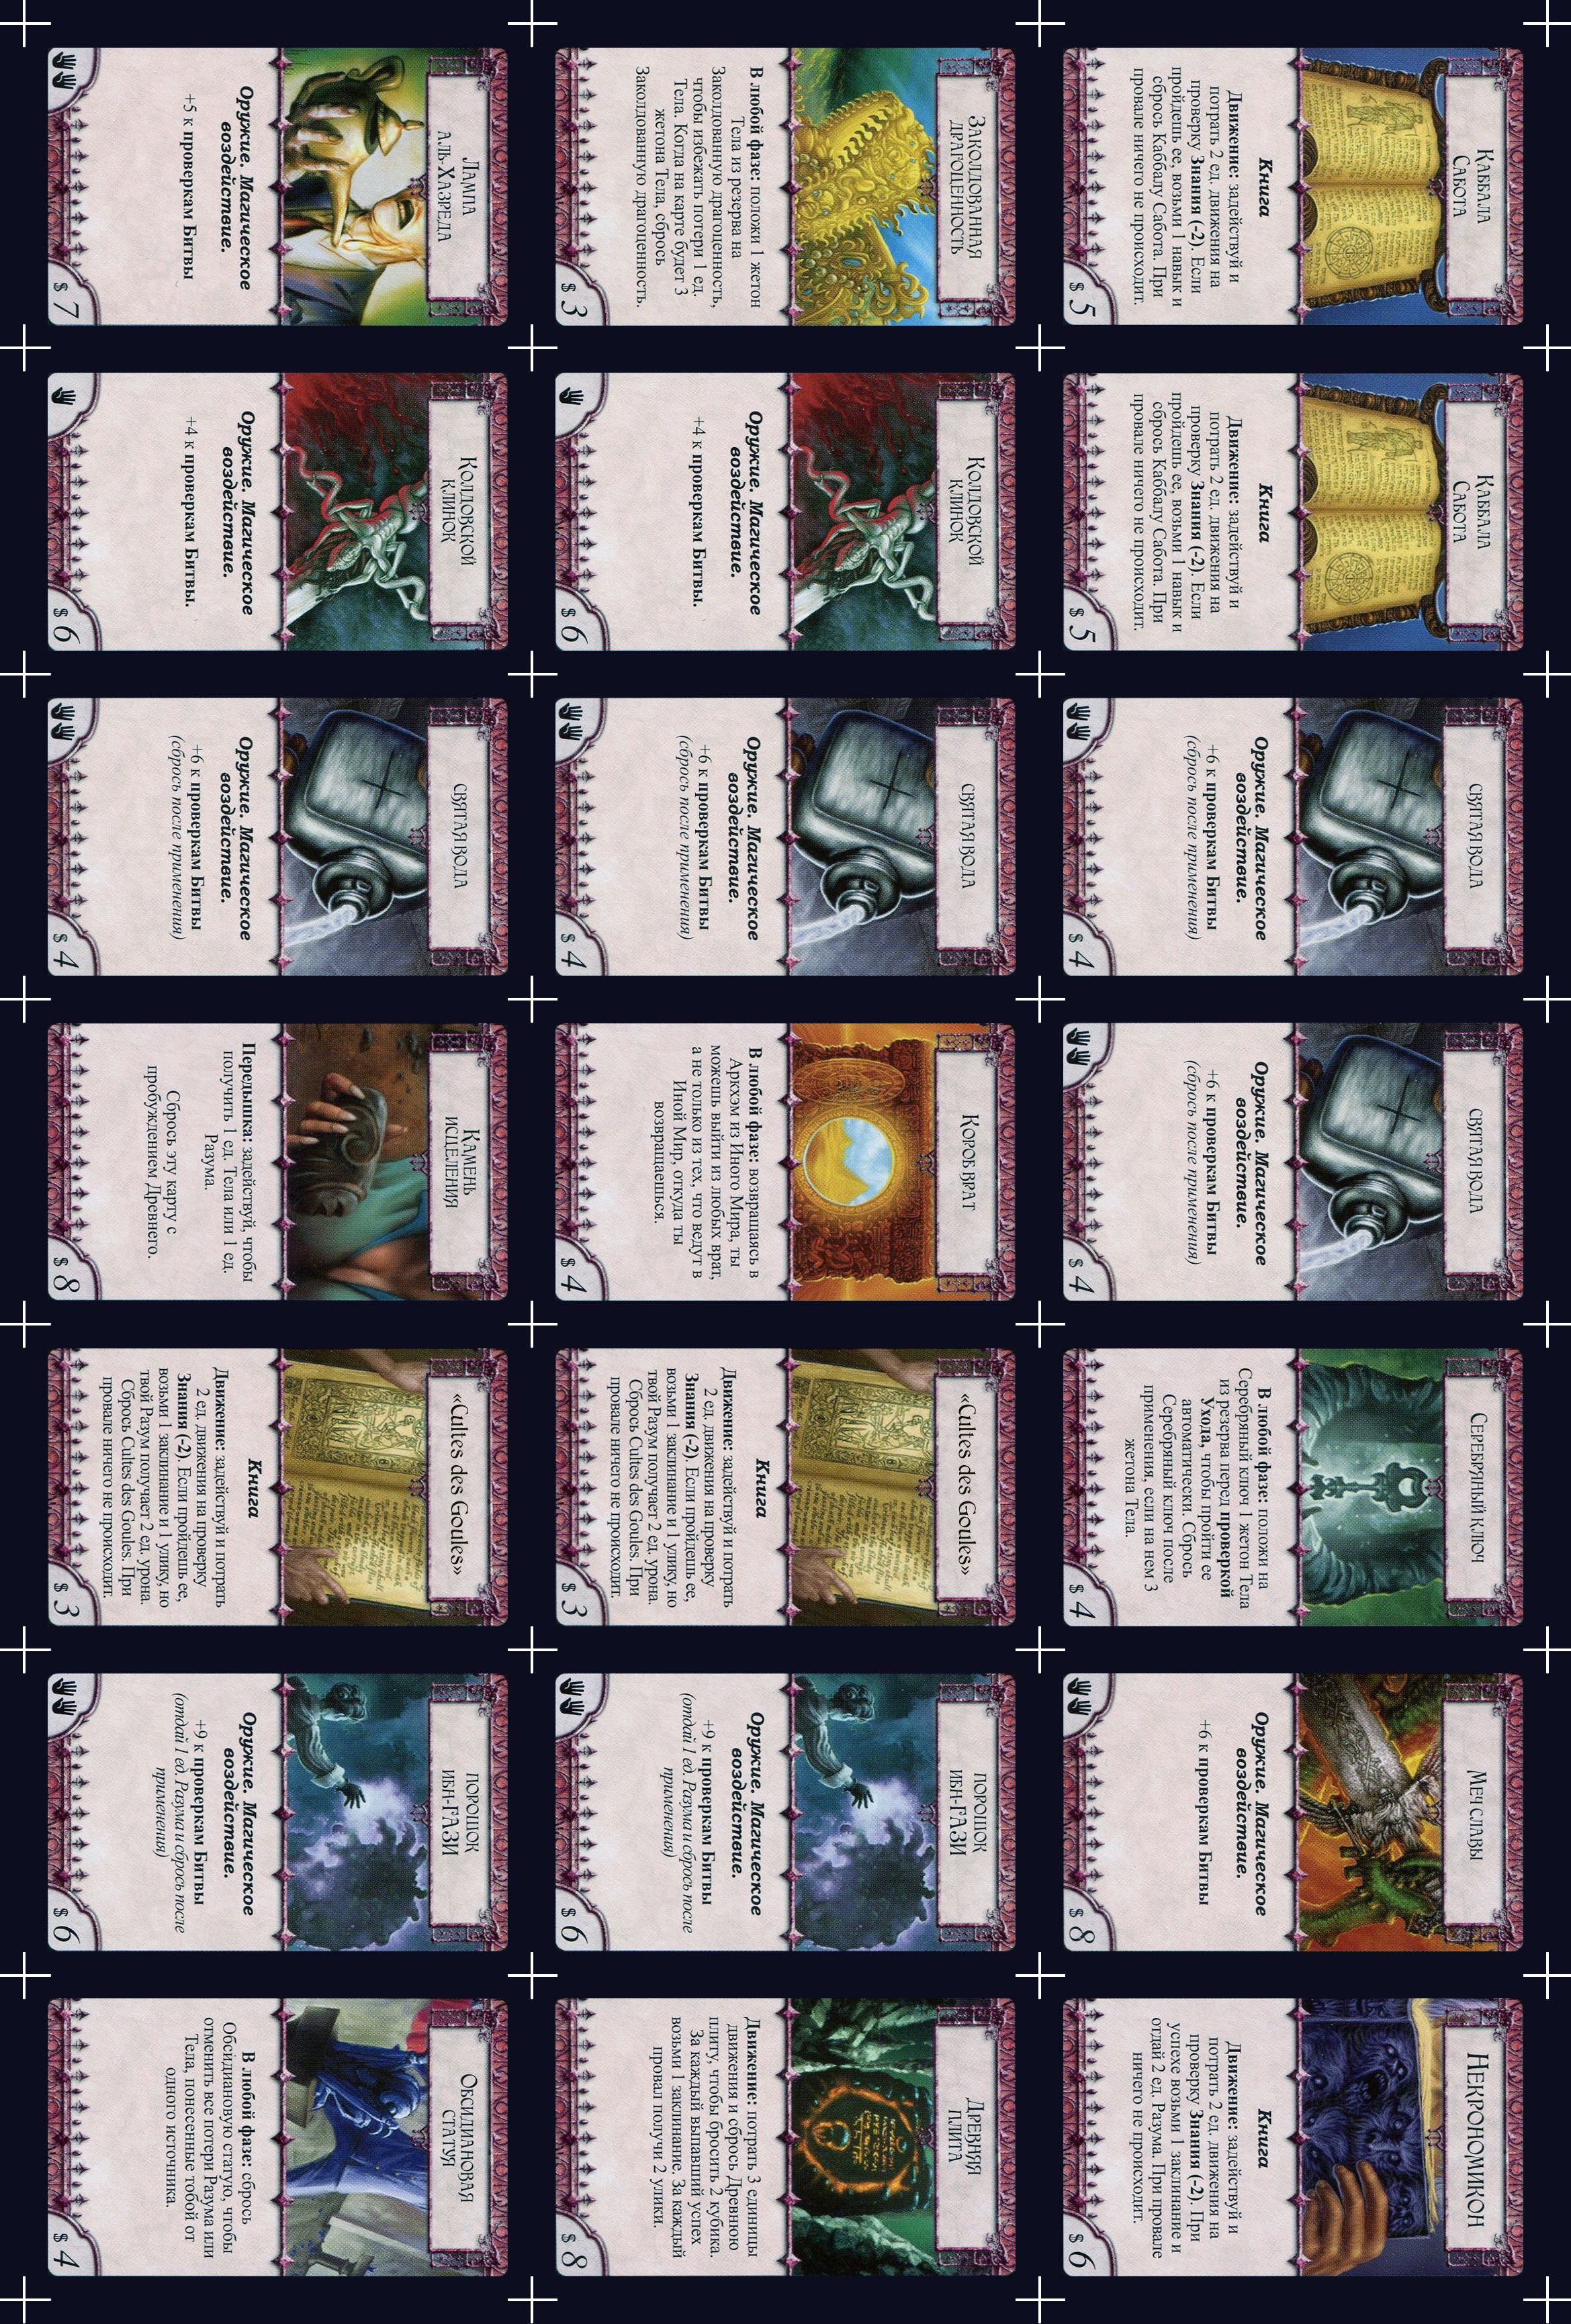 Каббала
Сабота
Книга
Движение: задействуй и
потрать 2 ед. движения на
проверку Знания (-2). Если
пройдешь ее, возьми 1 навык и
сбрось Каббалу Сабота. При
провале ничего не происходит.
$ 5
Каббала
Сабота
Книга
Движение: задействуй и
потрать 2 ед. движения на
проверку Знания (-2). Если
пройдешь ее, возьми 1 навык и
сбрось Каббалу Сабота. При
провале ничего не происходит.
$ 5
Святая вода
Оружие. Магическое
воздействие.
+6 к проверкам Битвы
(сбрось после применения)
$ 4
Святая вода
Оружие. Магическое
воздействие.
+6 к проверкам Битвы
(сбрось после применения)
$ 4
Серебряный ключ
В любой фазе: положи на
Серебряный ключ 1 жетон Тела
из резерва перед проверкой
Ухода, чтобы пройти ее
автоматически. Сбрось
Серебряный ключ после
применения, если на нем 3
жетона Тела.
$ 4
Меч славы
Оружие. Магическое
воздействие.
+6 к проверкам Битвы
$ 8
Некрономикон
Книга
Движение: задействуй и
потрать 2 ед. движения на
проверку Знания (-2). При
успехе возьми 1 заклинание и
отдай 2 ед. Разума. При провале
ничего не происходит.
$ 6
Заколдованная
драгоценность
В любой фазе: положи 1 жетон
Тела из резерва на
Заколдованную драгоценность,
чтобы избежать потери 1 ед.
Тела. Когда на карте будет 3
жетона Тела, сбрось
Заколдованную драгоценность.
$ 3
Колдовской
клинок
Оружие. Магическое
воздействие.
+4 к проверкам Битвы.
$ 6
Святая вода
Оружие. Магическое
воздействие.
+6 к проверкам Битвы
(сбрось после применения)
$ 4
Короб врат
В любой фазе: возвращаясь в
Аркхэм из Иного Мира, ты
можешь выйти из любых врат,
а не только из тех, что ведут в
Иной Мир, откуда ты
возвращаешься.
$ 4
«Cultes des Goules»
Книга
Движение: задействуй и потрать
2 ед. движения на проверку
Знания (-2). Если пройдешь ее,
возьми 1 заклинание и 1 улику, но
твой Разум получает 2 ед. урона.
Сбрось Cultes des Goules. При
провале ничего не происходит.
$ 3
Порошок
Ибн-Гази
Оружие. Магическое
воздействие.
+9 к проверкам Битвы
(отдай 1 ед. Разума и сбрось после
применения)
$ 6
Древняя
плита
Движение: потрать 3 единицы
движения и сбрось Древнюю
плиту, чтобы бросить 2 кубика.
За каждый выпавший успех
возьми 1 заклинание. За каждый
провал получи 2 улики.
$ 8
Лампа
аль-Хазреда
Оружие. Магическое
воздействие.
+5 к проверкам Битвы
$ 7
Колдовской
клинок
Оружие. Магическое
воздействие.
+4 к проверкам Битвы.
$ 6
Святая вода
Оружие. Магическое
воздействие.
+6 к проверкам Битвы
(сбрось после применения)
$ 4
Камень
исцеления
Передышка: задействуй, чтобы
получить 1 ед. Тела или 1 ед.
Разума.
Сбрось эту карту с
пробуждением Древнего.
$ 8
«Cultes des Goules»
Книга
Движение: задействуй и потрать
2 ед. движения на проверку
Знания (-2). Если пройдешь ее,
возьми 1 заклинание и 1 улику, но
твой Разум получает 2 ед. урона.
Сбрось Cultes des Goules. При
провале ничего не происходит.
$ 3
Порошок
Ибн-Гази
Оружие. Магическое
воздействие.
+9 к проверкам Битвы
(отдай 1 ед. Разума и сбрось после
применения)
$ 6
Обсидиановая
статуя
В любой фазе: сбрось
Обсидиановую статую, чтобы
отменить все потери Разума или
Тела, понесенные тобой от
одного источника.
$ 4